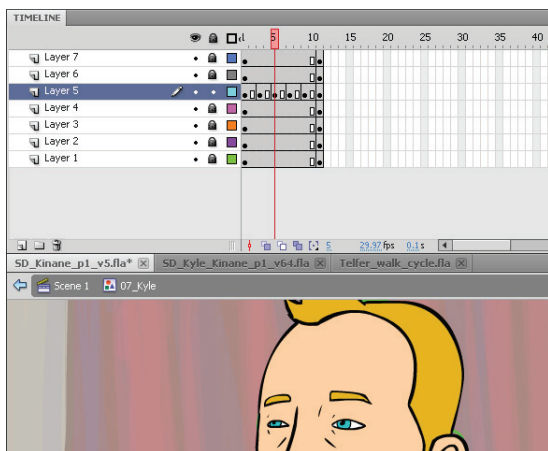 TIMELINE
1 5 10 15 20 25 30 35 40
Layer 7
Layer 6
Layer 5
Layer 4
Layer 3
Layer 2
Layer 1
5 29.97 fps 0.1 s
SD_Kinane_p1_v5.fla* SD_Kyle_Kinane_p1_v64.fla Telfer_walk_cycle.fla
Scene 1 07_Kyle